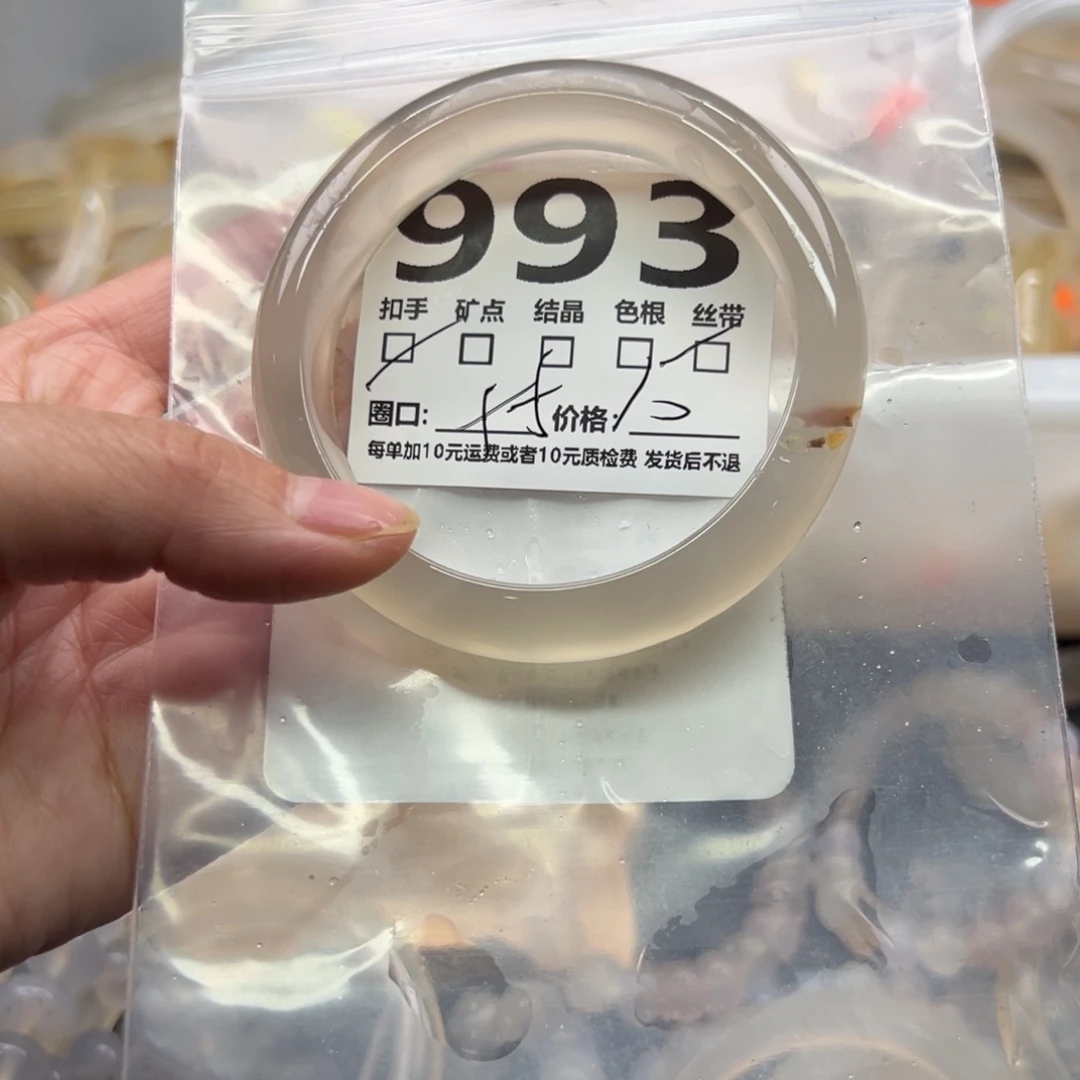 993
扣手 矿点 结晶 色根 丝带
圈口: 价格:
每单加10元运费或者10元质检费 发货后不退